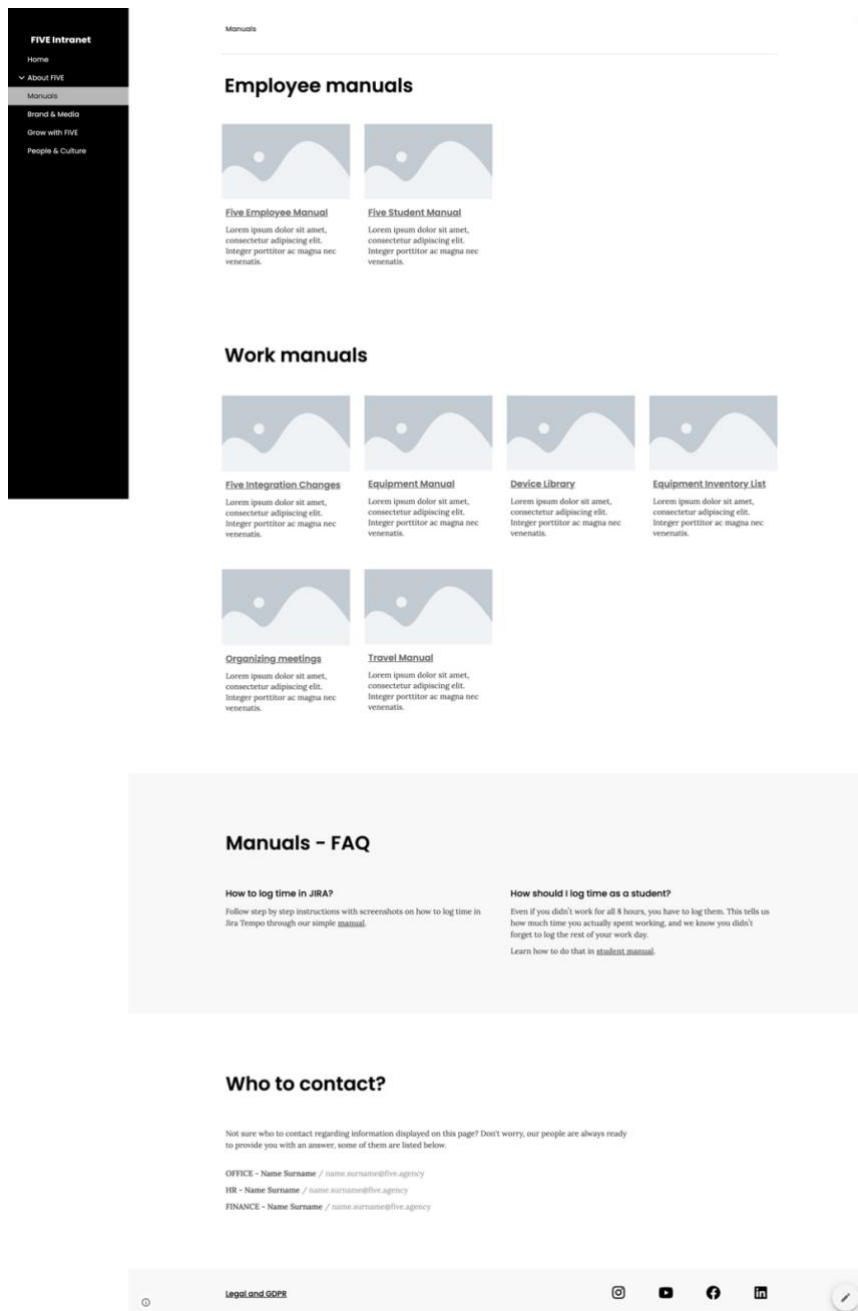 FIVE Intranet
Home
About FIVE
Manuals
Brand & Media
Grow with FIVE
People & Culture
Manuals
Employee manuals
Five Employee Manual
Lorem ipsum dolor sit amet,
consectetur adipiscing elit.
Integer porttitor ac magna nec
venenatis.
Five Student Manual
Lorem ipsum dolor sit amet,
consectetur adipiscing elit.
Integer porttitor ac magna nec
venenatis.
Work manuals
Five Integration Changes
Lorem ipsum dolor sit amet,
consectetur adipiscing elit.
Integer porttitor ac magna nec
venenatis.
Equipment Manual
Lorem ipsum dolor sit amet,
consectetur adipiscing elit.
Integer porttitor ac magna nec
venenatis.
Device Library
Lorem ipsum dolor sit amet,
consectetur adipiscing elit.
Integer porttitor ac magna nec
venenatis.
Equipment Inventory List
Lorem ipsum dolor sit amet,
consectetur adipiscing elit.
Integer porttitor ac magna nec
venenatis.
Organizing meetings
Lorem ipsum dolor sit amet,
consectetur adipiscing elit.
Integer porttitor ac magna nec
venenatis.
Travel Manual
Lorem ipsum dolor sit amet,
consectetur adipiscing elit.
Integer porttitor ac magna nec
venenatis.
Manuals - FAQ
How to log time in JIRA?
Follow step by step instructions with screenshots on how to log time in
Jira Tempo through our simple manual.
How should I log time as a student?
Even if you didn't work for all 8 hours, you have to log them. This tells us
how much time you actually spent working, and we know you didn't
forget to log the rest of your work day.
Learn how to do that in student manual.
Who to contact?
Not sure who to contact regarding information displayed on this page? Don't worry, our people are always ready
to provide you with an answer, some of them are listed below.
OFFICE - Name Surname / name.surname@five.agency
HR - Name Surname / name.surname@five.agency
FINANCE - Name Surname / name.surname@five.agency
Legal and GDPR